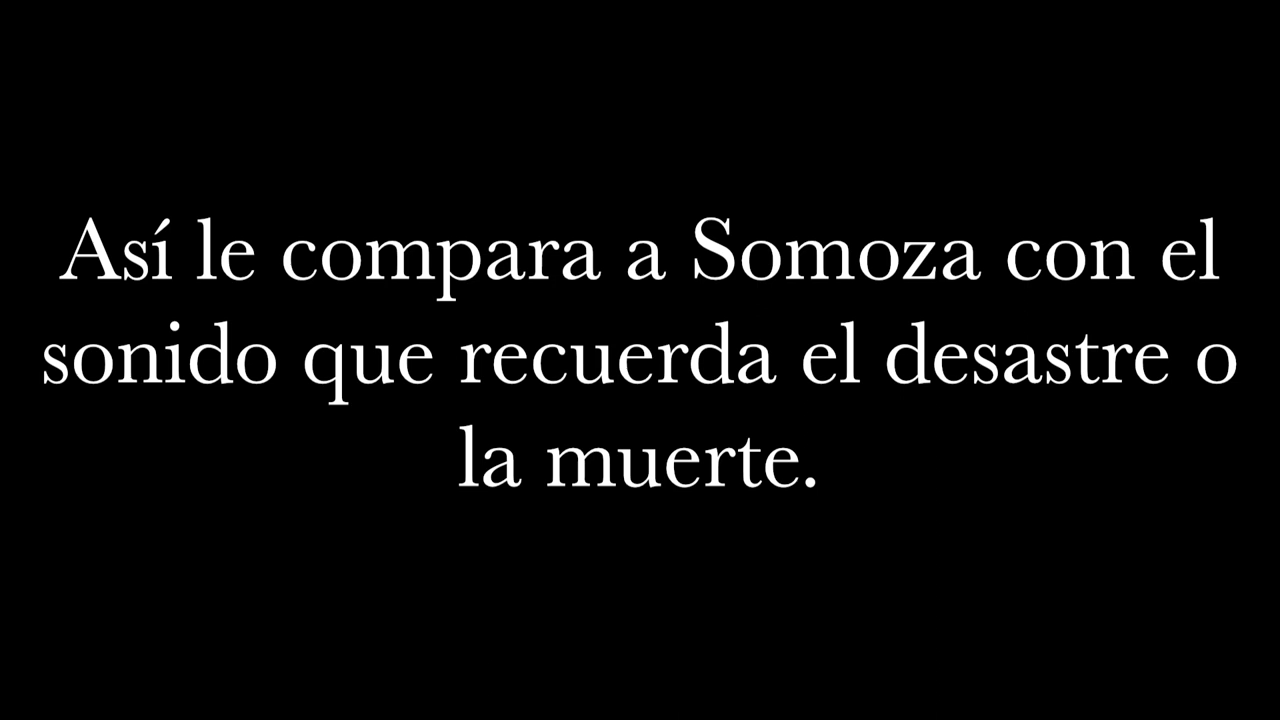 Así le compara a Somoza con el
sonido que recuerda el desastre o
la muerte.